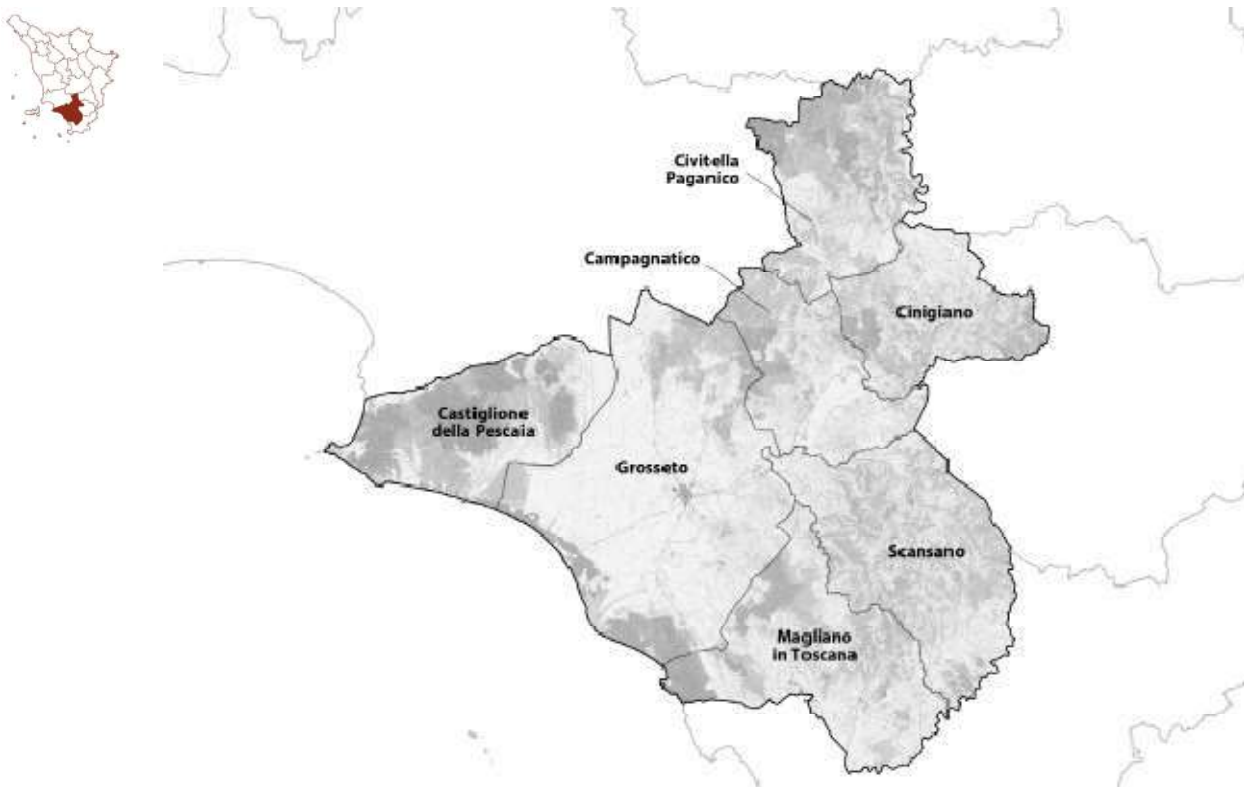 Civitella
Paganico
Campagnatico
Cinigiano
Castiglione
della Pescaia
Grosseto
Scansano
Magliano
in Toscana